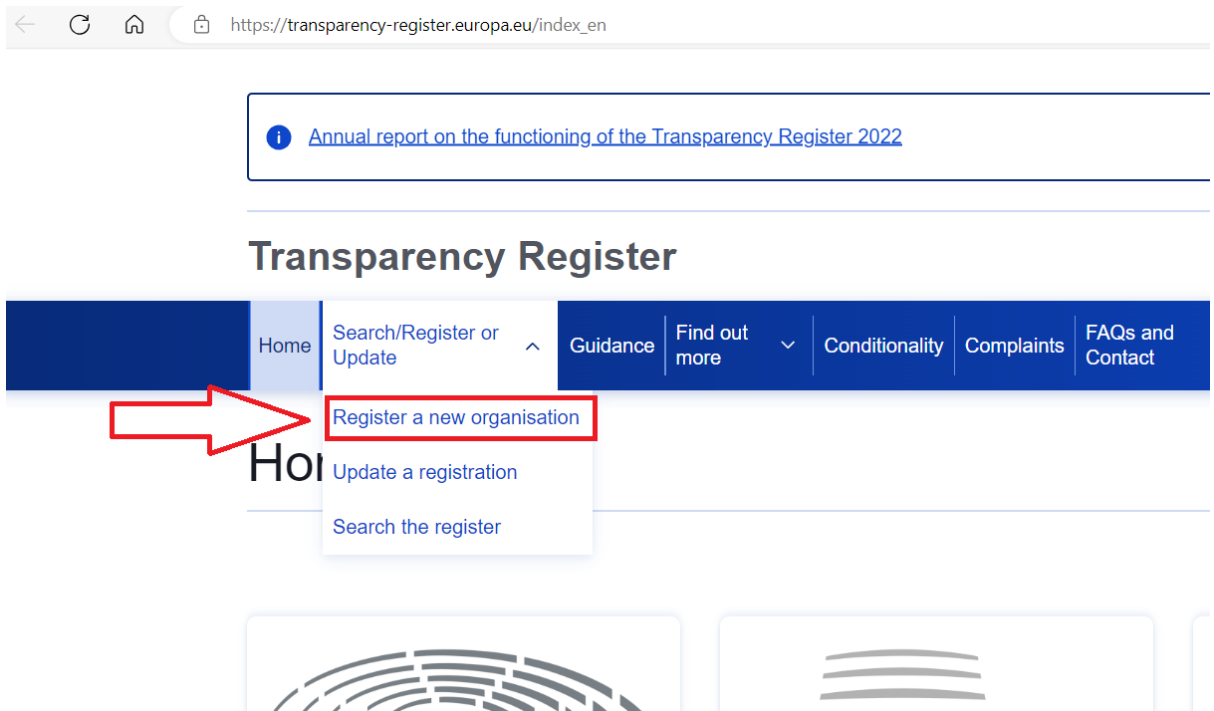 https://transparency-register.europa.eu/index_en
Annual report on the functioning of the Transparency Register 2022
Transparency Register
Home
Search/Register or
Update
Guidance
Find out
more
Conditionality
Complaints
FAQs and
Contact
Register a new organisation
Hor
Update a registration
Search the register